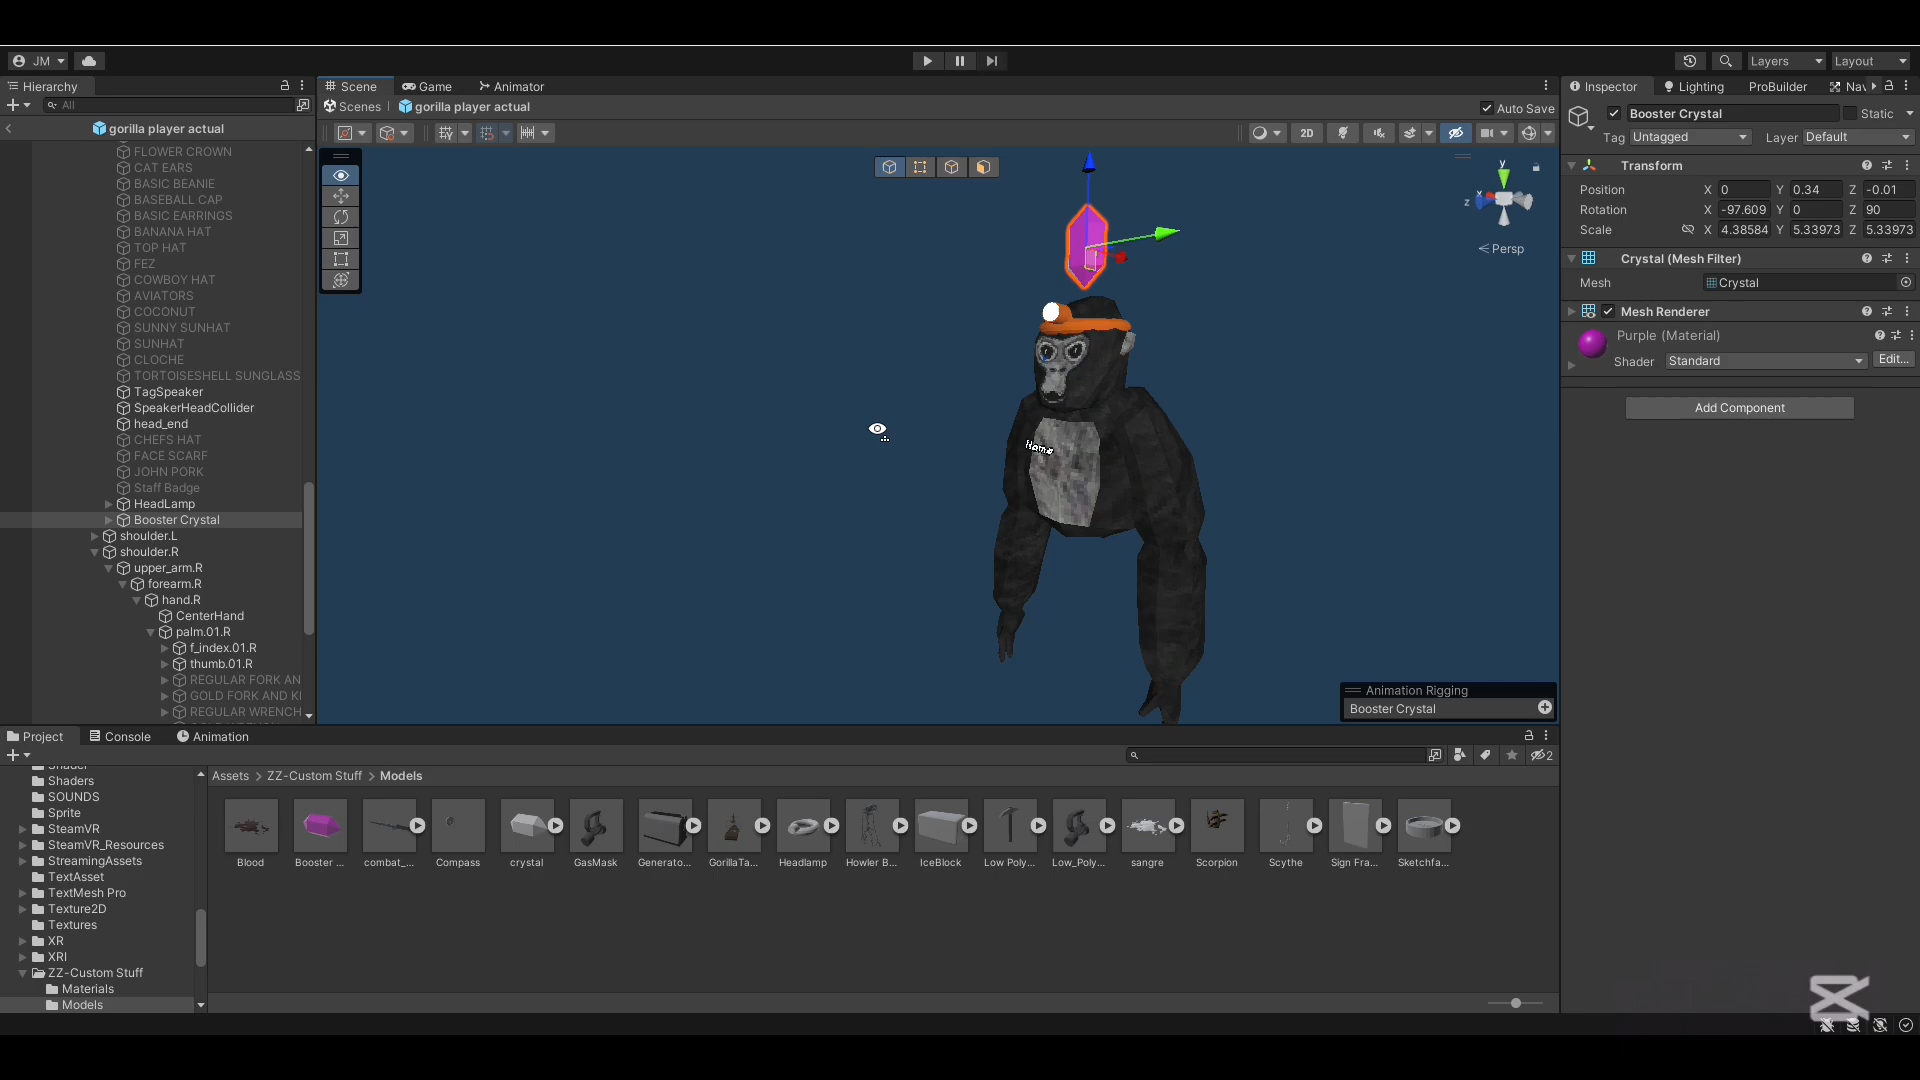 JM
Layers
Layout
Hierarchy
Scene
Game
Animator
Inspector
Lighting
ProBuilder
Nav
All
Scenes
gorilla player actual
Auto Save
Booster Crystal
Static
gorilla player actual
2D
Tag
Untagged
Layer
Default
FLOWER CROWN
CAT EARS
BASIC BEANIE
BASEBALL CAP
BASIC EARRINGS
BANANA HAT
TOP HAT
FEZ
COWBOY HAT
AVIATORS
COCONUT
SUNNY SUNHAT
SUNHAT
CLOCHE
TORTOISESHELL SUNGLASS
TagSpeaker
SpeakerHeadCollider
head_end
CHEFS HAT
FACE SCARF
JOHN PORK
Staff Badge
HeadLamp
Booster Crystal
shoulder.L
shoulder.R
upper_arm.R
forearm.R
hand.R
CenterHand
palm.01.R
f_index.01.R
thumb.01.R
REGULAR FORK AN
GOLD FORK AND KI
REGULAR WRENCH
y
x
z
Persp
Name
Animation Rigging
Booster Crystal
Transform
Position X 0 Y 0.34 Z -0.01
Rotation X -97.609 Y 0 Z 90
Scale X 4.38584 Y 5.33973 Z 5.33973
Crystal (Mesh Filter)
Mesh Crystal
Mesh Renderer
Purple (Material)
Shader Standard Edit...
Add Component
Project
Console
Animation
2
Shader
Shaders
SOUNDS
Sprite
SteamVR
SteamVR_Resources
StreamingAssets
TextAsset
TextMesh Pro
Texture2D
Textures
XR
XRI
ZZ-Custom Stuff
Materials
Models
Assets > ZZ-Custom Stuff > Models
Blood
Booster ...
combat_...
Compass
crystal
GasMask
Generato...
GorillaTa...
Headlamp
Howler B...
IceBlock
Low Poly...
Low_Poly...
sangre
Scorpion
Scythe
Sign Fra...
Sketchfa...